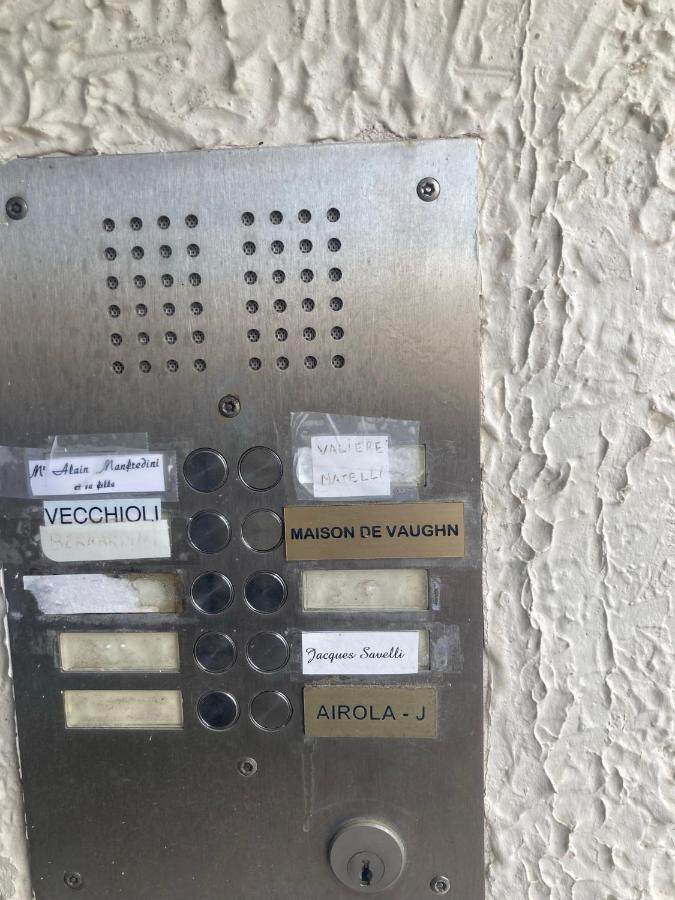 Mr Alain Manfredini
et sa fille
VECCHIOLI
VALIERE
MATELLI
MAISON DE VAUGHN
Jacques Savelli
AIROLA - J